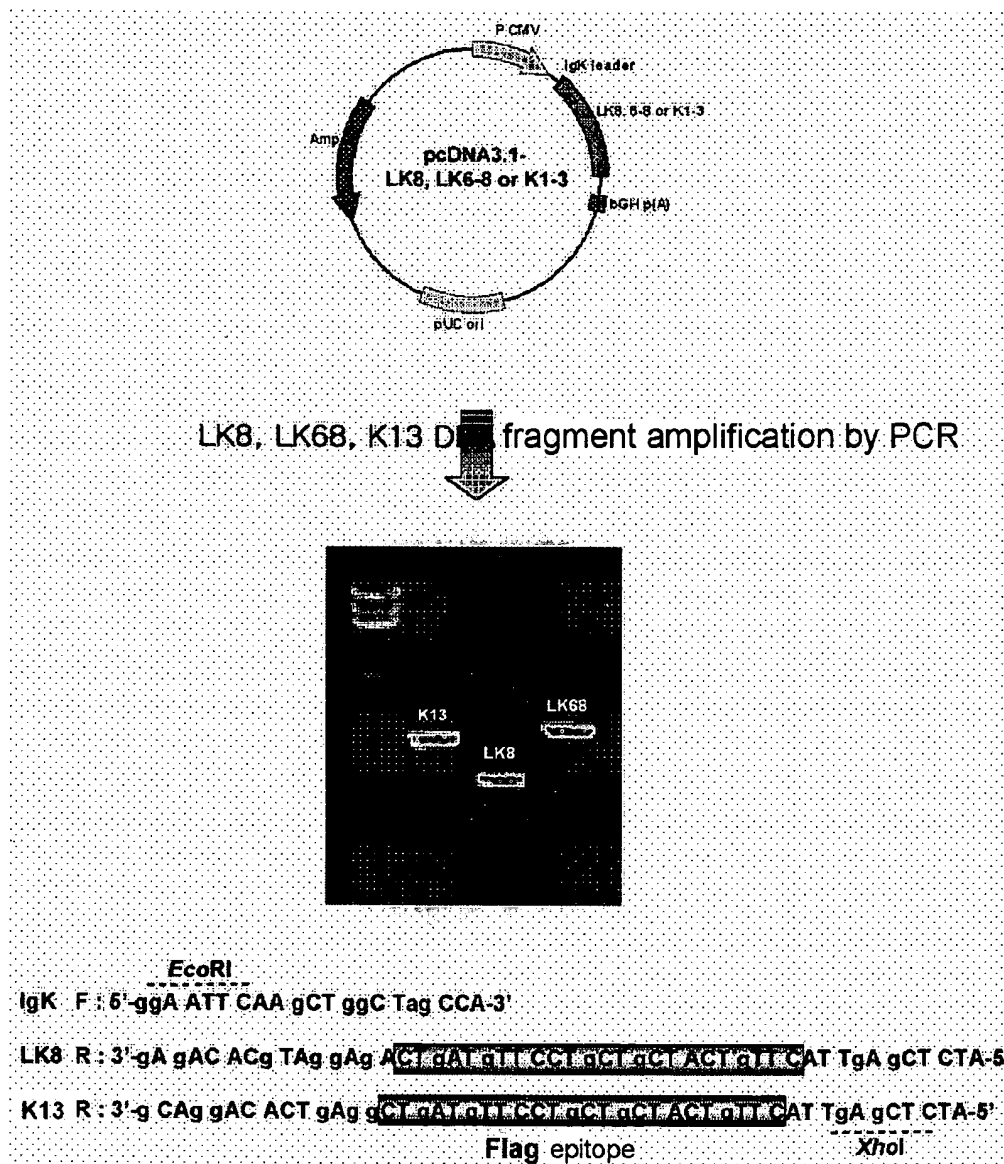 P CMV
IgK leader
LK8, 6-8 or K1-3
Amp
pcDNA3.1-
LK8, LK6-8 or K1-3
bGH p(A)
pUC ori
LK8, LK68, K13 fragment amplification by PCR
LK68
K13
LK8
EcoRI
IgK F : 5'-ggA ATT CAA gCT ggC Tag CCA-3'
LK8 R : 3'-gA gAC ACg TAg gAg ACT gAT gTT CCT gCT gCT ACT gTT CAT TgA gCT CTA-5
K13 R : 3'-g CAg gAC ACT gAg gCT gAT gTT CCT gCT gCT ACT gTT CAT TgA gCT CTA-5'
Flag epitope
XhoI